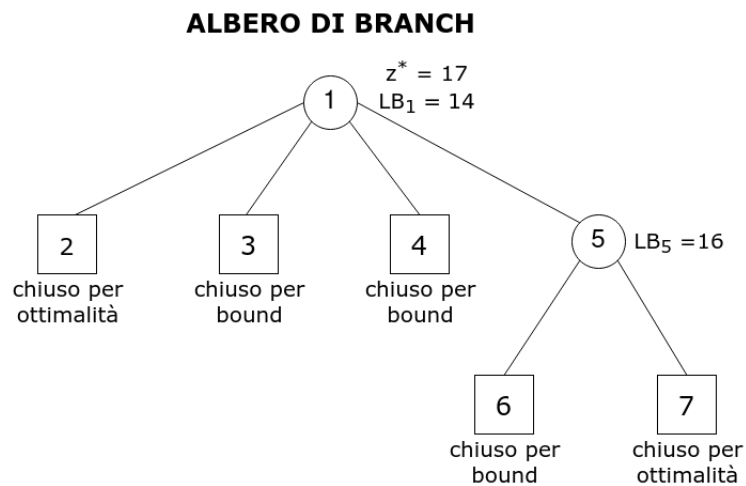 ALBERO DI BRANCH
z* = 17
1
LB₁ = 14
2
3
4
5
LB₅ =16
chiuso per
ottimalità
chiuso per
bound
chiuso per
bound
6
7
chiuso per
bound
chiuso per
ottimalità